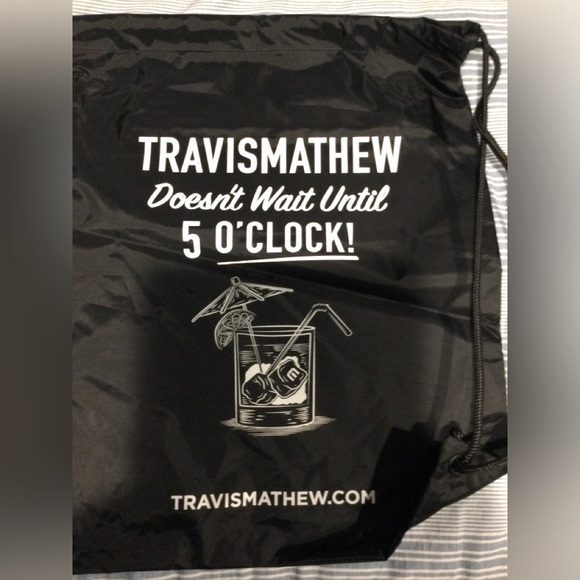 TRAVISMATHEW
Doesn't Wait Until
5 O'CLOCK!
TRAVISMATHEW.COM